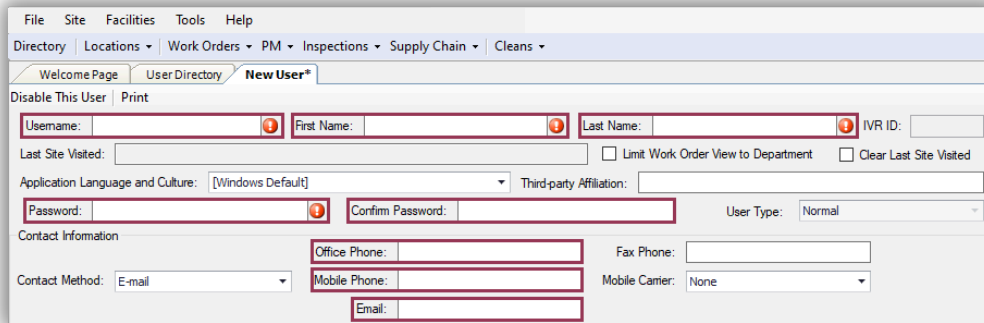 File Site Facilities Tools Help
Directory Locations Work Orders PM Inspections Supply Chain Cleans
Welcome Page User Directory New User*
Disable This User Print
Username: First Name: Last Name: IVR ID:
Last Site Visited: Limit Work Order View to Department Clear Last Site Visited
Application Language and Culture: [Windows Default] Third-party Affiliation:
Password: Confirm Password: User Type: Normal
Contact Information
Office Phone: Fax Phone:
Contact Method: E-mail Mobile Phone: Mobile Carrier: None
Email: